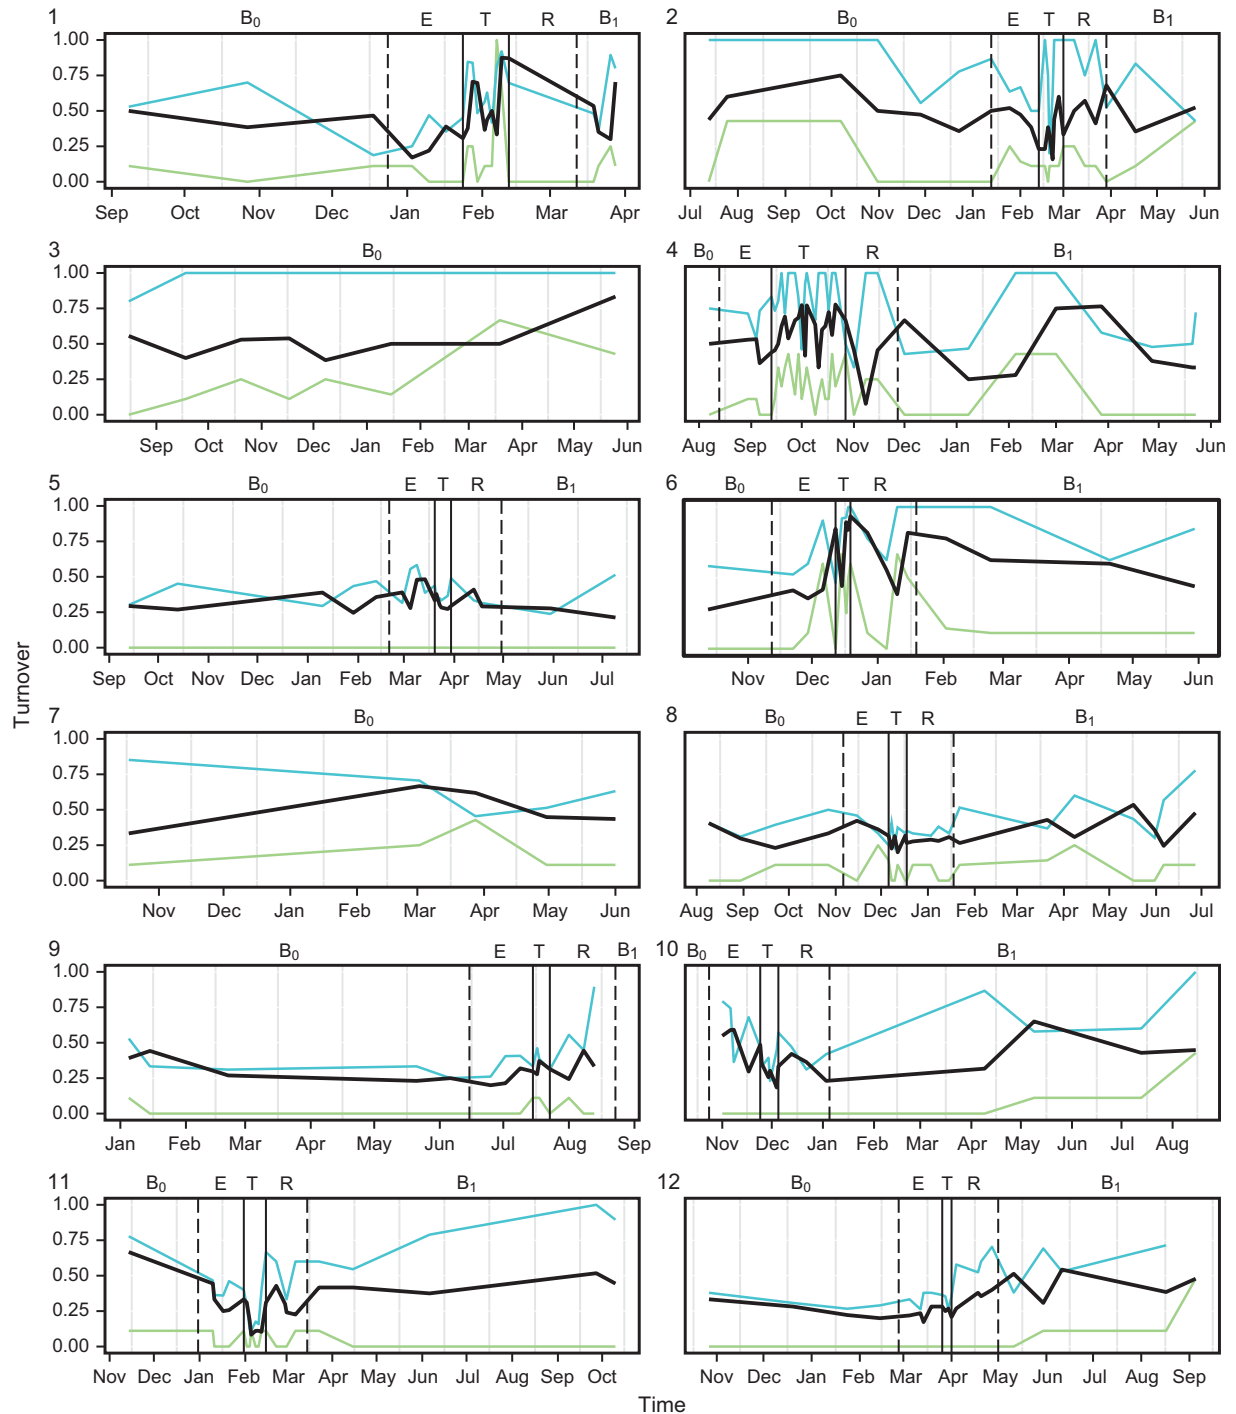 1 B₀ E T R B₁
1.00
0.75
0.50
0.25
0.00
Sep Oct Nov Dec Jan Feb Mar Apr
2 B₀ E T R B₁
Jul Aug Sep Oct Nov Dec Jan Feb Mar Apr May Jun
3 B₀
1.00
0.75
0.50
0.25
0.00
Sep Oct Nov Dec Jan Feb Mar Apr May Jun
4 B₀ E T R B₁
Aug Sep Oct Nov Dec Jan Feb Mar Apr May Jun
5 B₀ E T R B₁
1.00
0.75
0.50
0.25
0.00
Sep Oct Nov Dec Jan Feb Mar Apr May Jun Jul
6 B₀ E T R B₁
Nov Dec Jan Feb Mar Apr May Jun
Turnover
7 B₀
1.00
0.75
0.50
0.25
0.00
Nov Dec Jan Feb Mar Apr May Jun
8 B₀ E T R B₁
Aug Sep Oct Nov Dec Jan Feb Mar Apr May Jun Jul
9 B₀ E T R B₁
1.00
0.75
0.50
0.25
0.00
Jan Feb Mar Apr May Jun Jul Aug Sep
10 B₀ E T R B₁
Nov Dec Jan Feb Mar Apr May Jun Jul Aug
11 B₀ E T R B₁
1.00
0.75
0.50
0.25
0.00
Nov Dec Jan Feb Mar Apr May Jun Jul Aug Sep Oct
12 B₀ E T R B₁
Nov Dec Jan Feb Mar Apr May Jun Jul Aug Sep
Time